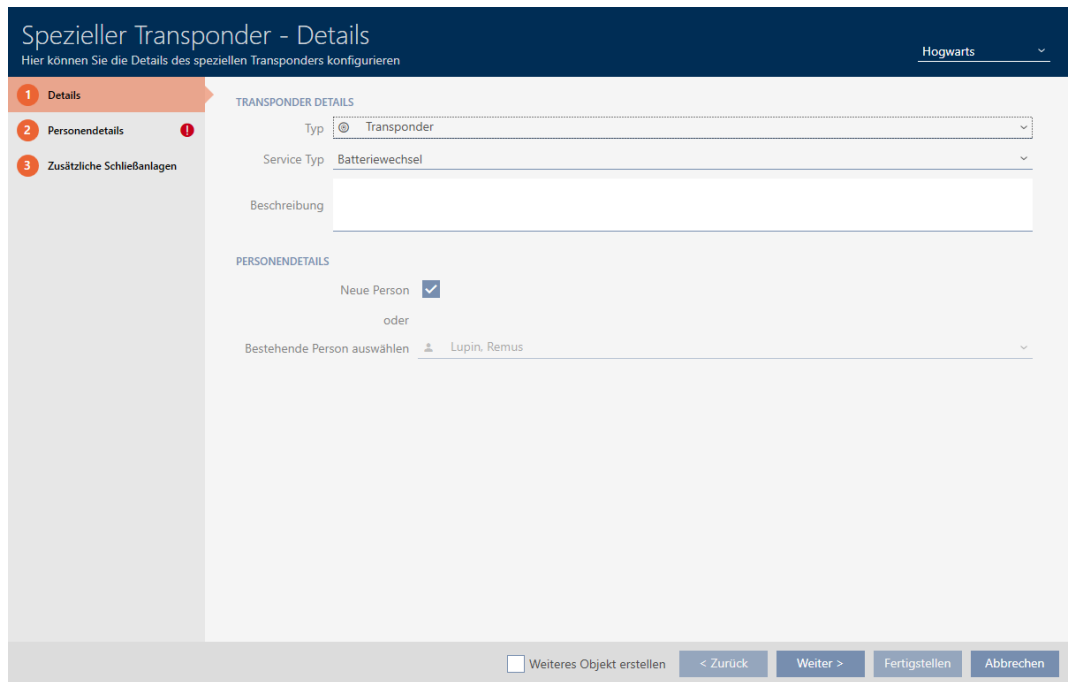 Spezieller Transponder - Details
Hier können Sie die Details des speziellen Transponders konfigurieren
Hogwarts
1 Details
2 Personendetails !
3 Zusätzliche Schließanlagen
TRANSPONDER DETAILS
Typ Transponder
Service Typ Batteriewechsel
Beschreibung
PERSONENDETAILS
Neue Person
oder
Bestehende Person auswählen Lupin, Remus
Weiteres Objekt erstellen < Zurück Weiter > Fertigstellen Abbrechen